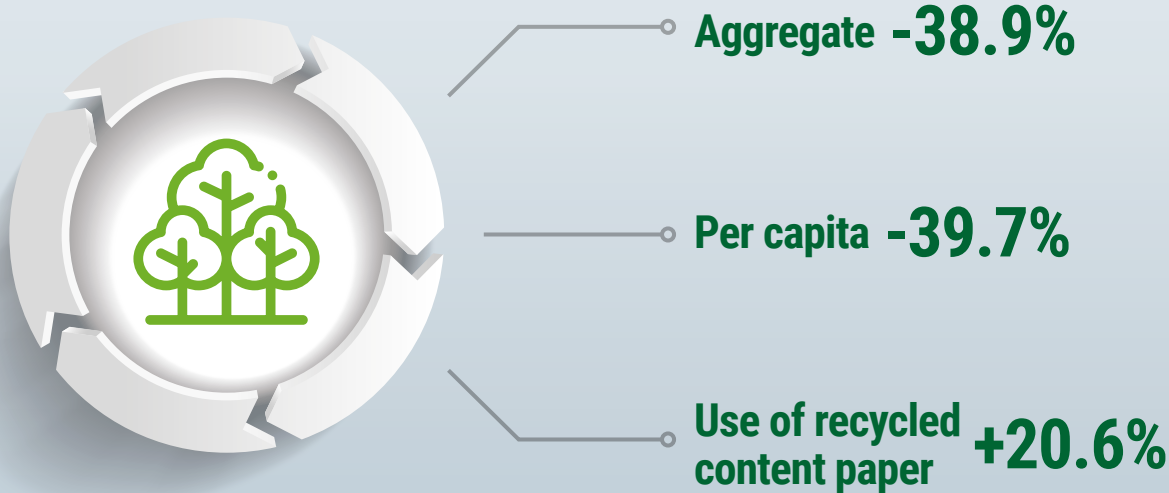 Aggregate -38.9%
Per capita -39.7%
Use of recycled
content paper +20.6%